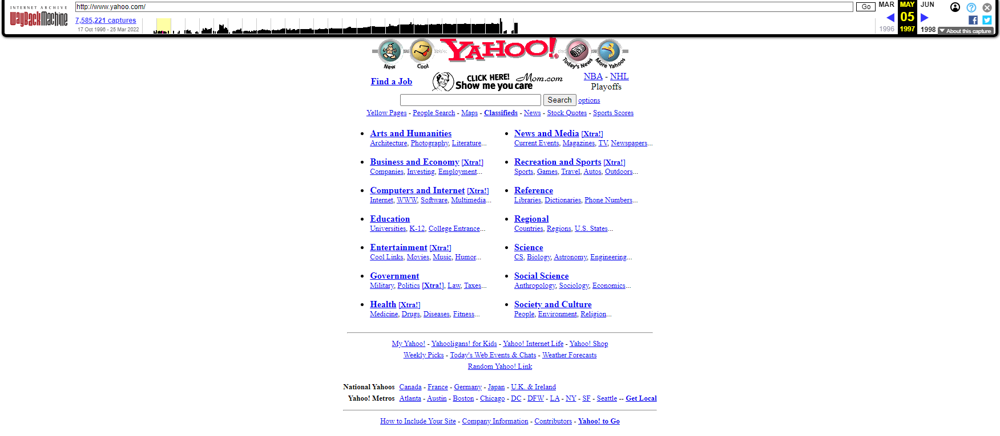 INTERNET ARCHIVE
WayBackMachine
http://www.yahoo.com/
Go
MAR
MAY
JUN
7,585,221 captures
05
17 Oct 1996 - 25 Mar 2022
1996
1997
1998
About this capture
New
Cool
YAHOO!
Today's News
More Yahoos
Find a Job
CLICK HERE! Mom.com
Show me you care
NBA - NHL
Playoffs
Search options
Yellow Pages - People Search - Maps - Classifieds - News - Stock Quotes - Sports Scores
Arts and Humanities
Architecture, Photography, Literature...
Business and Economy [Xtra!]
Companies, Investing, Employment...
Computers and Internet [Xtra!]
Internet, WWW, Software, Multimedia...
Education
Universities, K-12, College Entrance...
Entertainment [Xtra!]
Cool Links, Movies, Music, Humor...
Government
Military, Politics [Xtra!], Law, Taxes...
Health [Xtra!]
Medicine, Drugs, Diseases, Fitness...
News and Media [Xtra!]
Current Events, Magazines, TV, Newspapers...
Recreation and Sports [Xtra!]
Sports, Games, Travel, Autos, Outdoors...
Reference
Libraries, Dictionaries, Phone Numbers...
Regional
Countries, Regions, U.S. States...
Science
CS, Biology, Astronomy, Engineering...
Social Science
Anthropology, Sociology, Economics...
Society and Culture
People, Environment, Religion...
My Yahoo! - Yahooligans! for Kids - Yahoo! Internet Life - Yahoo! Shop
Weekly Picks - Today's Web Events & Chats - Weather Forecasts
Random Yahoo! Link
National Yahoos Canada - France - Germany - Japan - U.K. & Ireland
Yahoo! Metros Atlanta - Austin - Boston - Chicago - DC - DFW - LA - NY - SF - Seattle -- Get Local
How to Include Your Site - Company Information - Contributors - Yahoo! to Go